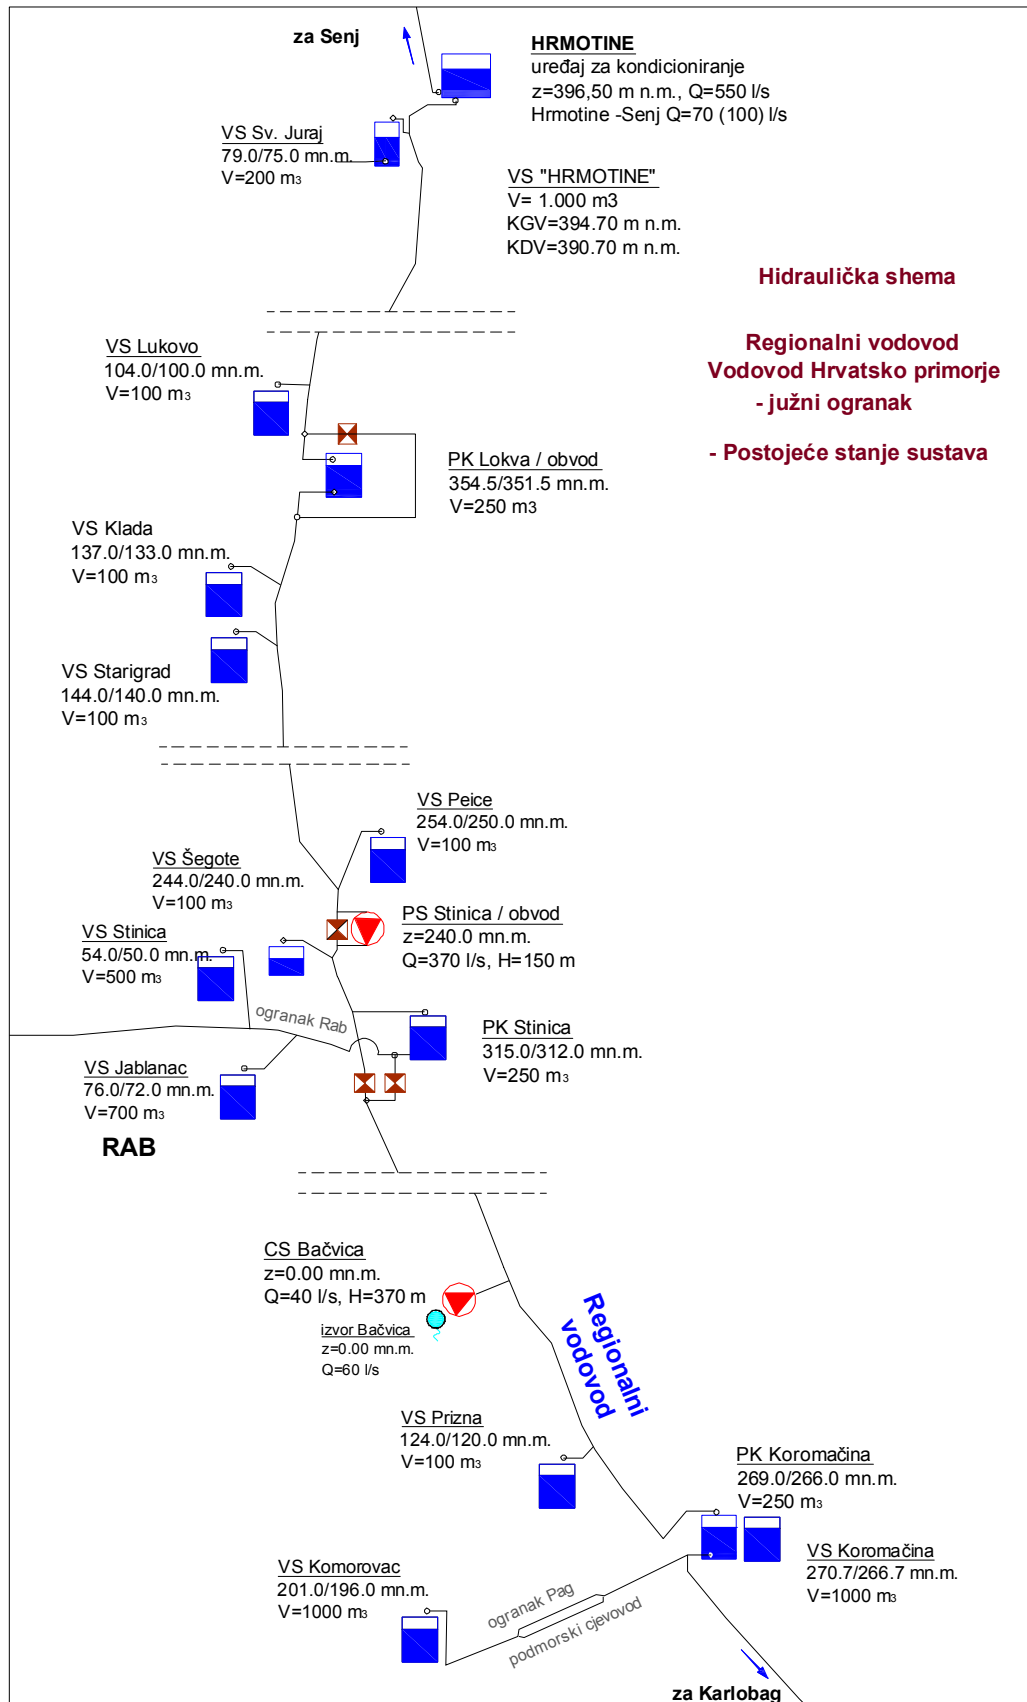 za Senj
HRMOTINE
uređaj za kondicioniranje
z=396,50 m n.m., Q=550 l/s
Hrmotine -Senj Q=70 (100) l/s
VS Sv. Juraj
79.0/75.0 mn.m.
V=200 m3
VS "HRMOTINE"
V= 1.000 m3
KGV=394.70 m n.m.
KDV=390.70 m n.m.
Hidraulička shema
Regionalni vodovod
Vodovod Hrvatsko primorje
- južni ogranak
- Postojeće stanje sustava
VS Lukovo
104.0/100.0 mn.m.
V=100 m3
PK Lokva / obvod
354.5/351.5 mn.m.
V=250 m3
VS Klada
137.0/133.0 mn.m.
V=100 m3
VS Starigrad
144.0/140.0 mn.m.
V=100 m3
VS Peice
254.0/250.0 mn.m.
V=100 m3
VS Šegote
244.0/240.0 mn.m.
V=100 m3
PS Stinica / obvod
z=240.0 mn.m.
Q=370 l/s, H=150 m
VS Stinica
54.0/50.0 mn.m.
V=500 m3
ogranak Rab
PK Stinica
315.0/312.0 mn.m.
V=250 m3
VS Jablanac
76.0/72.0 mn.m.
V=700 m3
RAB
CS Bačvica
z=0.00 mn.m.
Q=40 l/s, H=370 m
izvor Bačvica
z=0.00 mn.m.
Q=60 l/s
Regionalni
vodovod
VS Prizna
124.0/120.0 mn.m.
V=100 m3
PK Koromačina
269.0/266.0 mn.m.
V=250 m3
VS Koromačina
270.7/266.7 mn.m.
V=1000 m3
VS Komorovac
201.0/196.0 mn.m.
V=1000 m3
ogranak Pag
podmorski cjevovod
za Karlobag